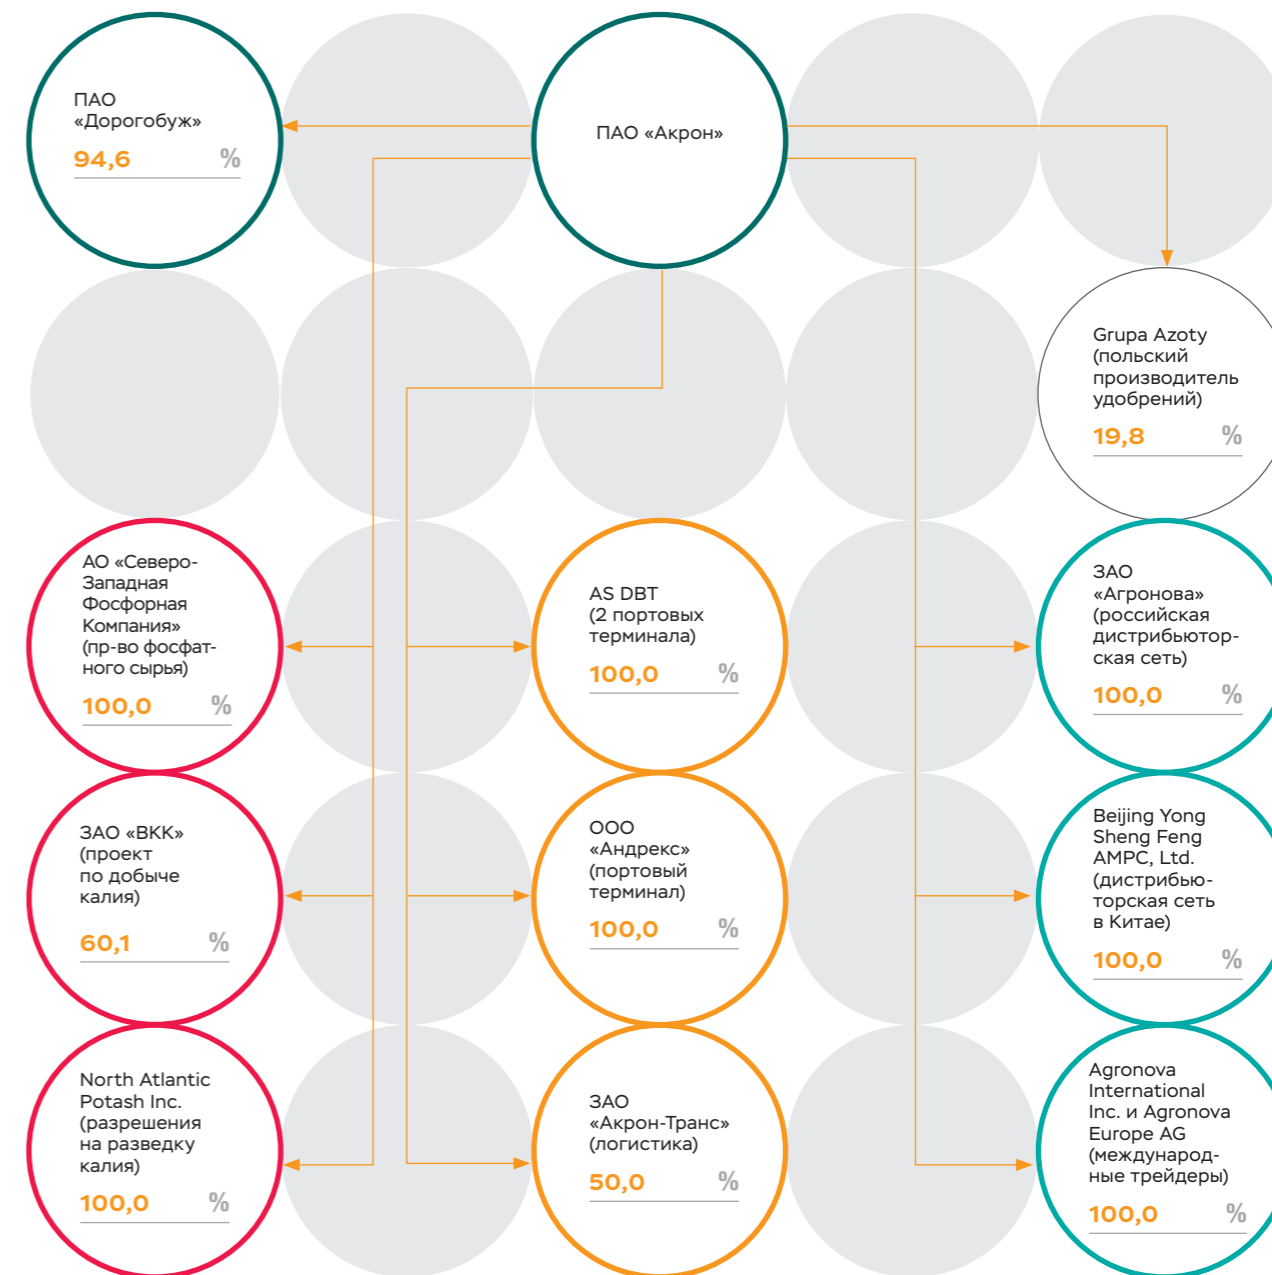 ПАО
«Дорогобуж»
94,6 %
ПАО «Акрон»
Grupa Azoty
(польский
производитель
удобрений)
19,8 %
АО «Северо-
Западная
Фосфорная
Компания»
(пр-во фосфат-
ного сырья)
100,0 %
AS DBT
(2 портовых
терминала)
100,0 %
ЗАО
«Агронова»
(российская
дистрибьютор-
ская сеть)
100,0 %
ЗАО «ВКК»
(проект
по добыче
калия)
60,1 %
ООО
«Андрекс»
(портовый
терминал)
100,0 %
Beijing Yong
Sheng Feng
AMPC, Ltd.
(дистрибью-
торская сеть
в Китае)
100,0 %
North Atlantic
Potash Inc.
(разрешения
на разведку
калия)
100,0 %
ЗАО
«Акрон-Транс»
(логистика)
50,0 %
Agronova
International
Inc. и Agronova
Europe AG
(международ-
ные трейдеры)
100,0 %